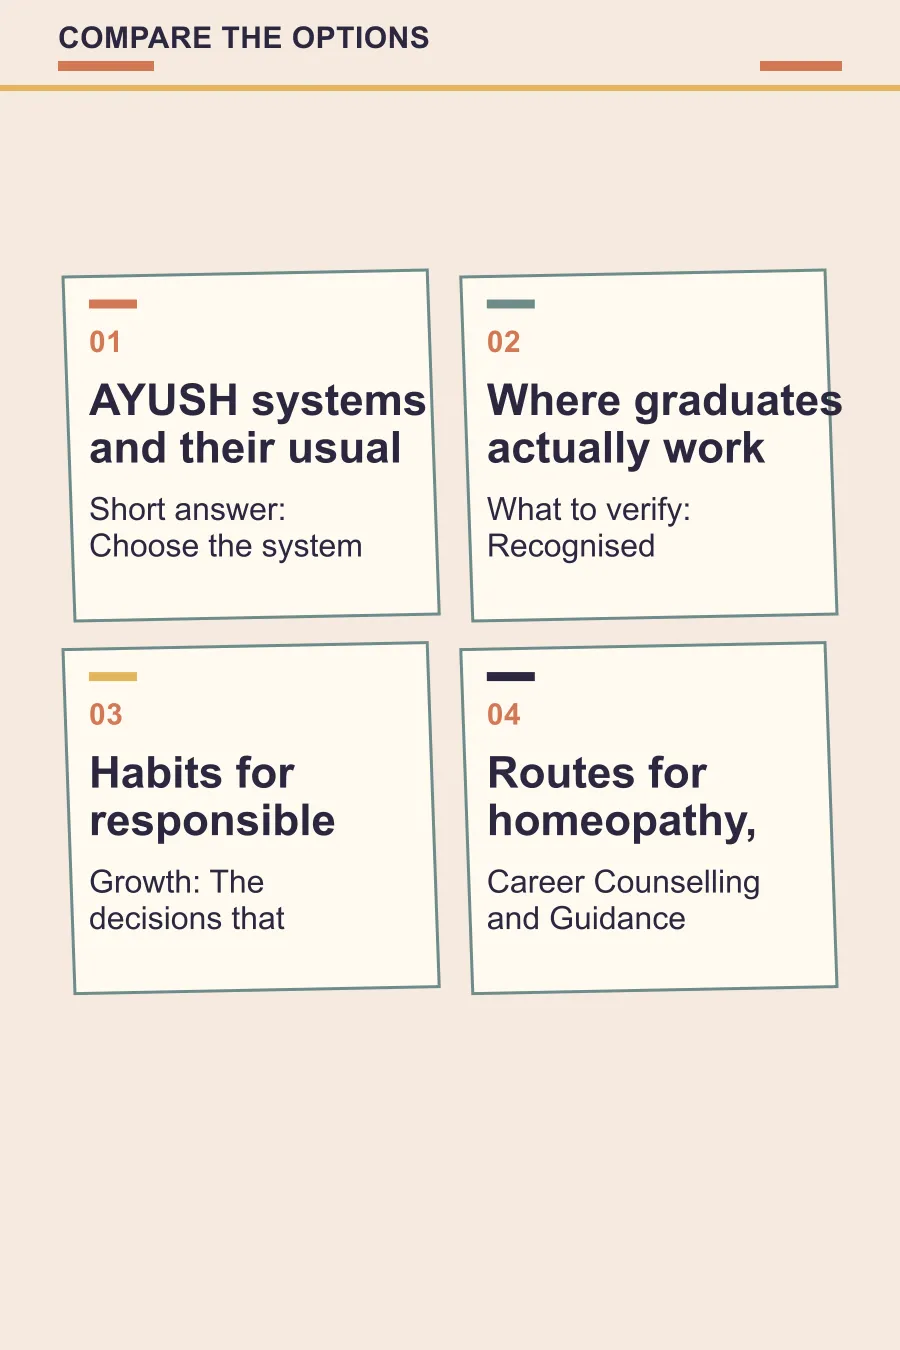 COMPARE THE OPTIONS
01
AYUSH systems
and their usual
Short answer:
Choose the system
02
Where graduates
actually work
What to verify:
Recognised
03
Habits for
responsible
Growth: The
decisions that
04
Routes for
homeopathy,
Career Counselling
and Guidance